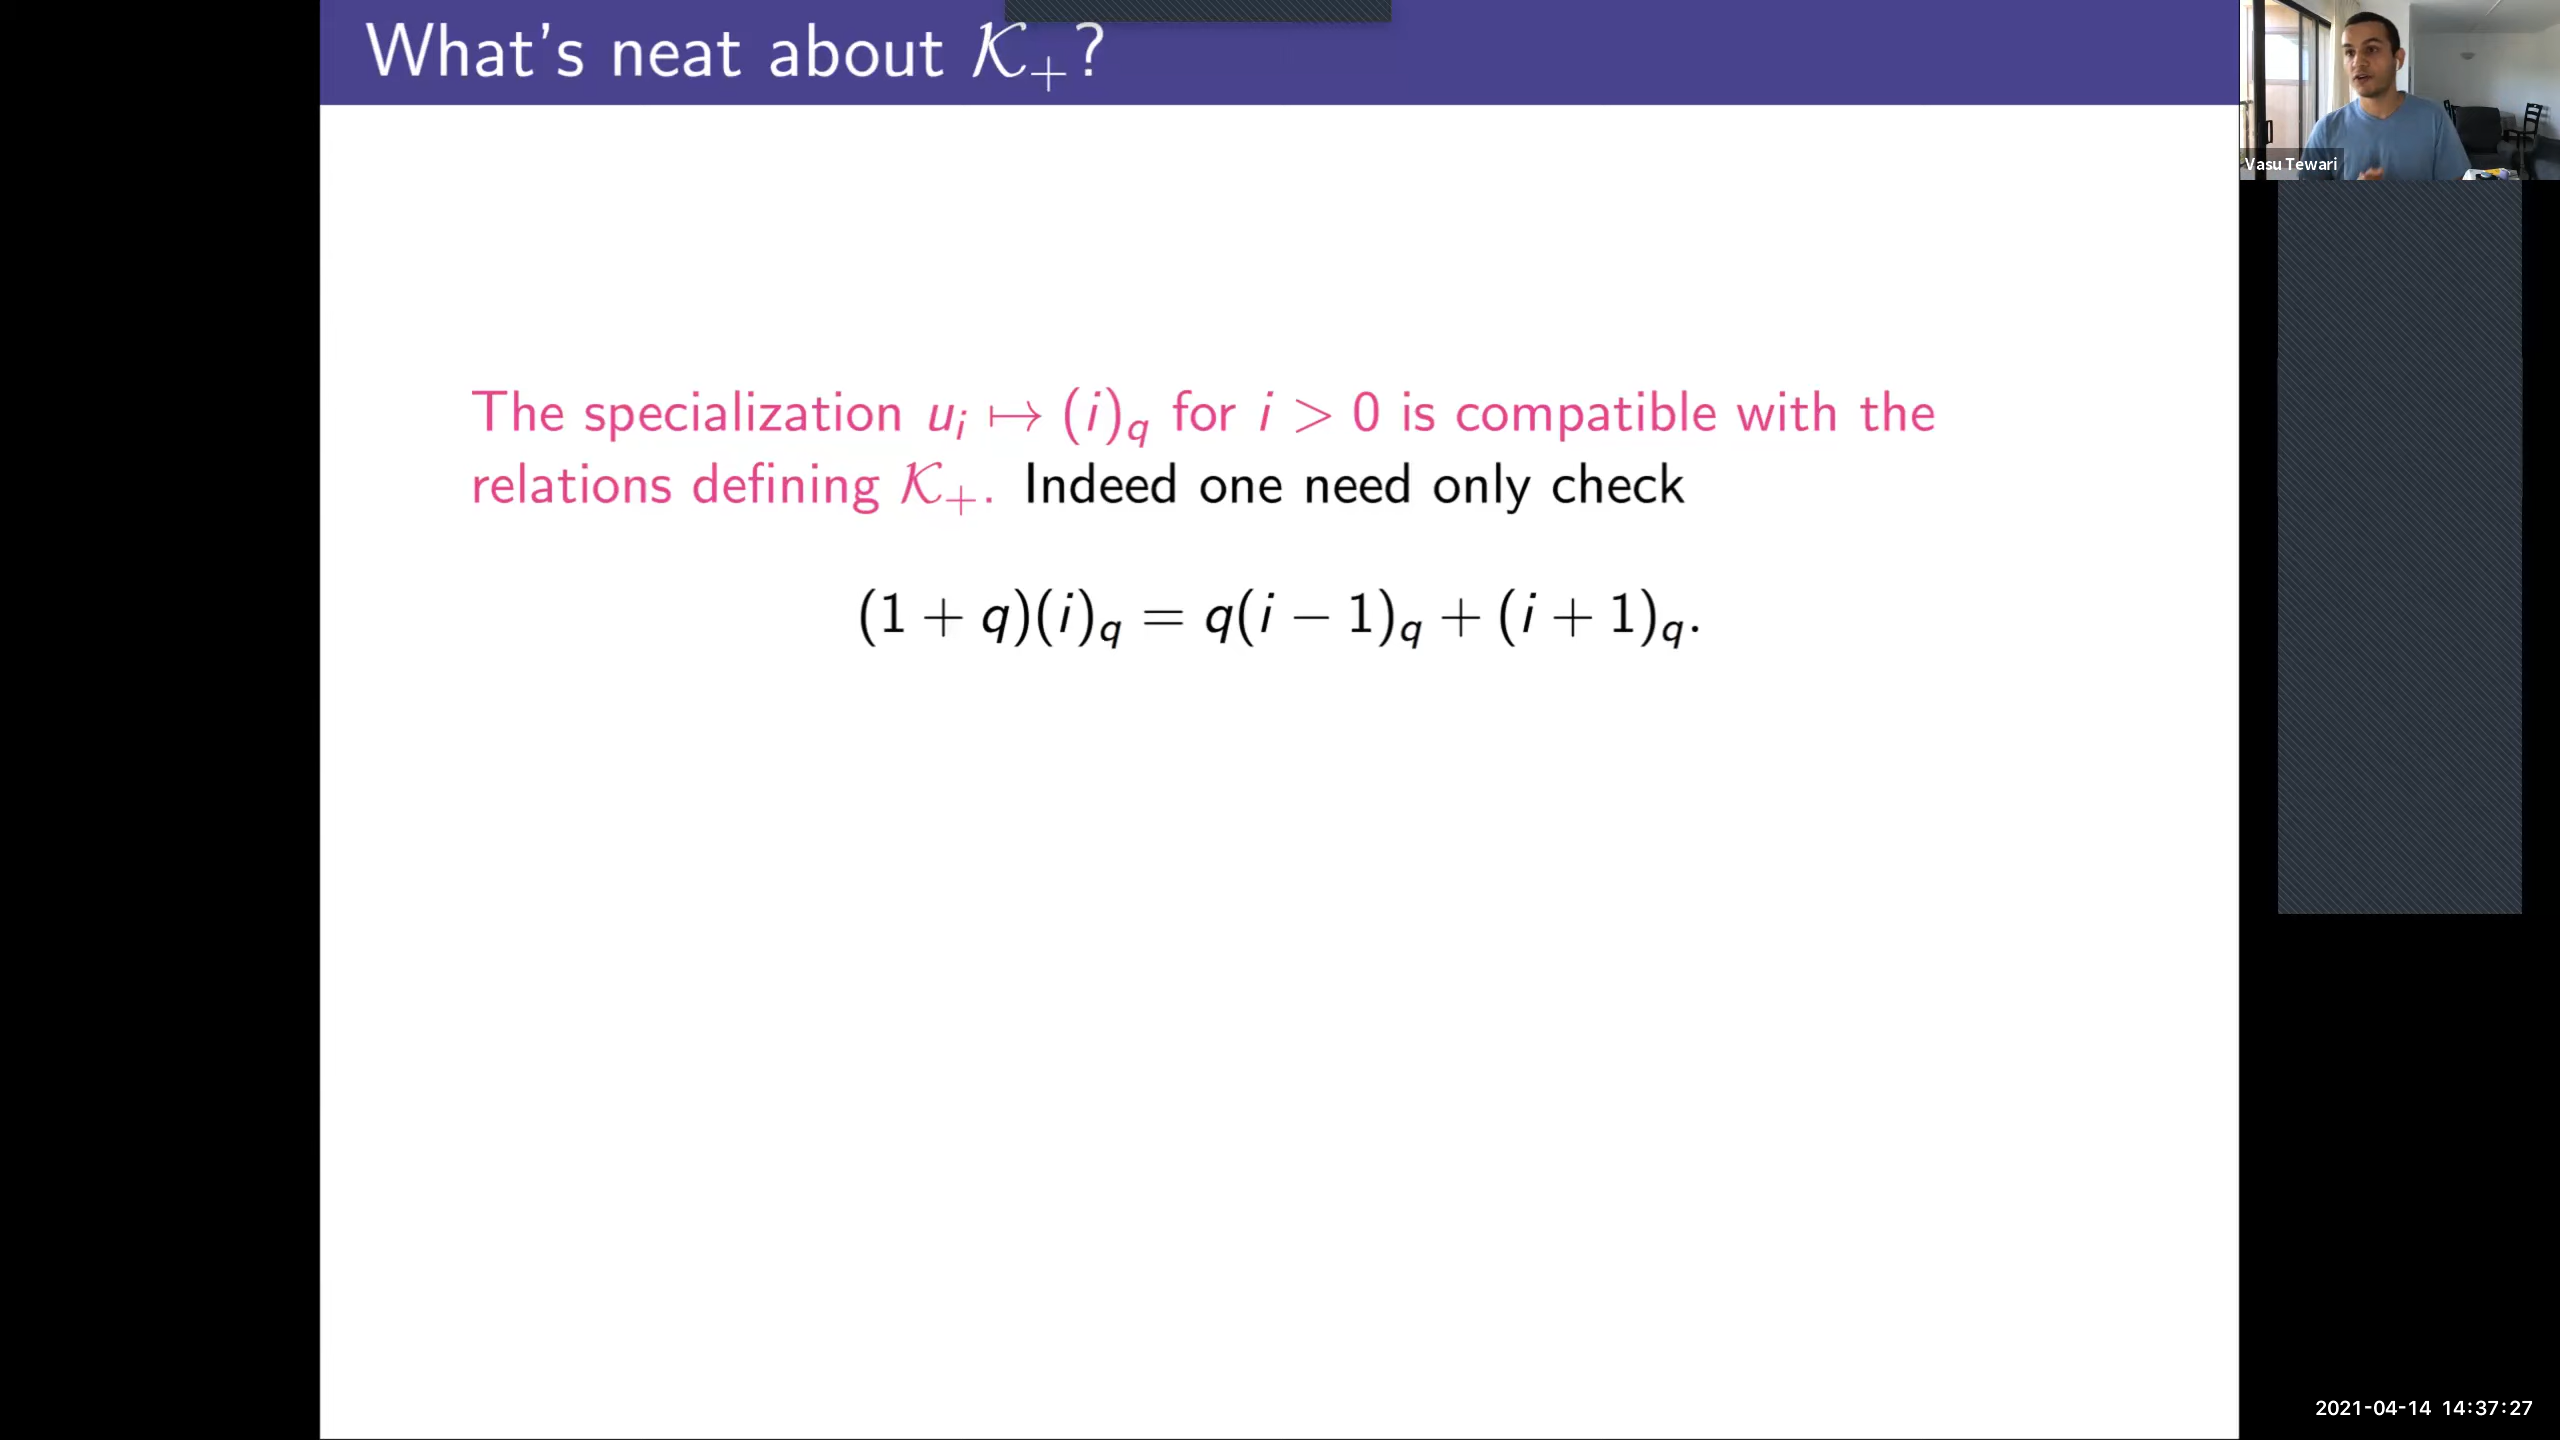 What's neat about 𝒦₊?
Vasu Tewari
The specialization uᵢ ↦ (i)_q for i > 0 is compatible with the
relations defining 𝒦₊. Indeed one need only check
(1 + q)(i)_q = q(i − 1)_q + (i + 1)_q.
2021-04-14 14:37:27